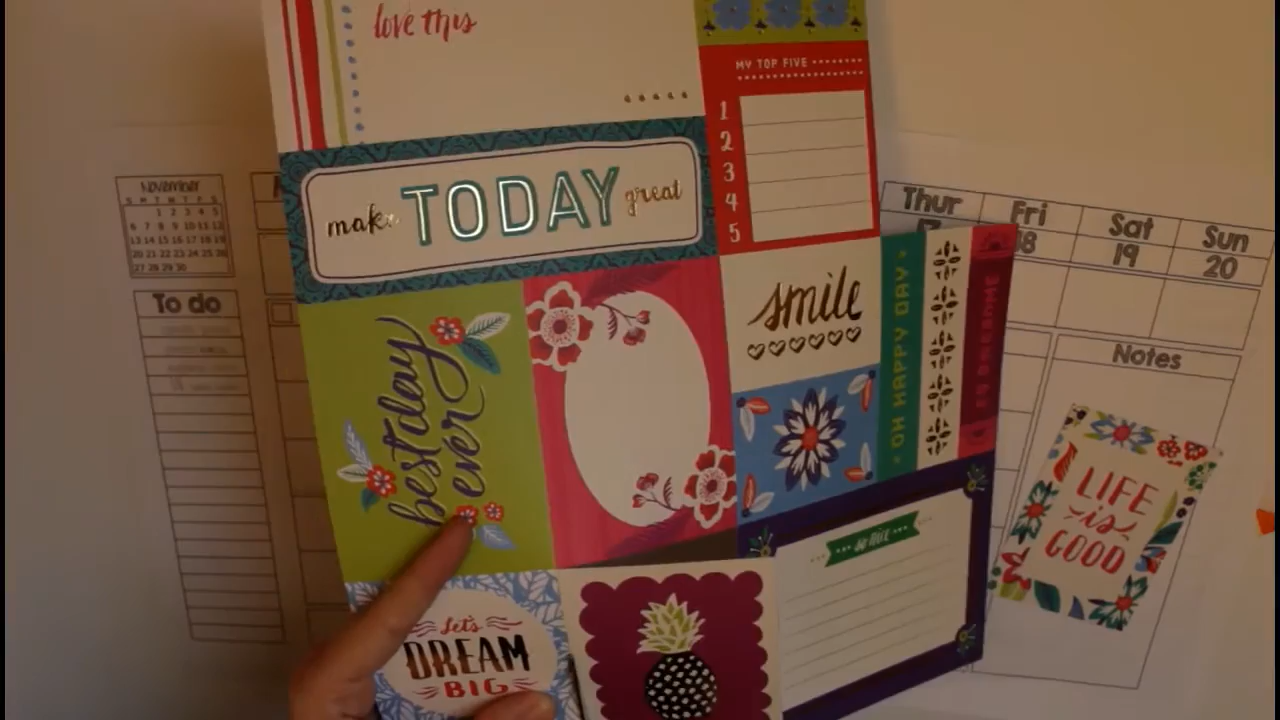 love this
MY TOP FIVE
1
2
3
4
5
make TODAY great
smile
best day
ever
OH HAPPY DAY
BE AWESOME
Let's
DREAM
BIG
LIFE
is
GOOD
November
S M T W T F S
1 2 3 4 5
6 7 8 9 10 11 12
13 14 15 16 17 18 19
20 21 22 23 24 25 26
27 28 29 30
To do
Thur Fri Sat Sun
18 19 20
Notes